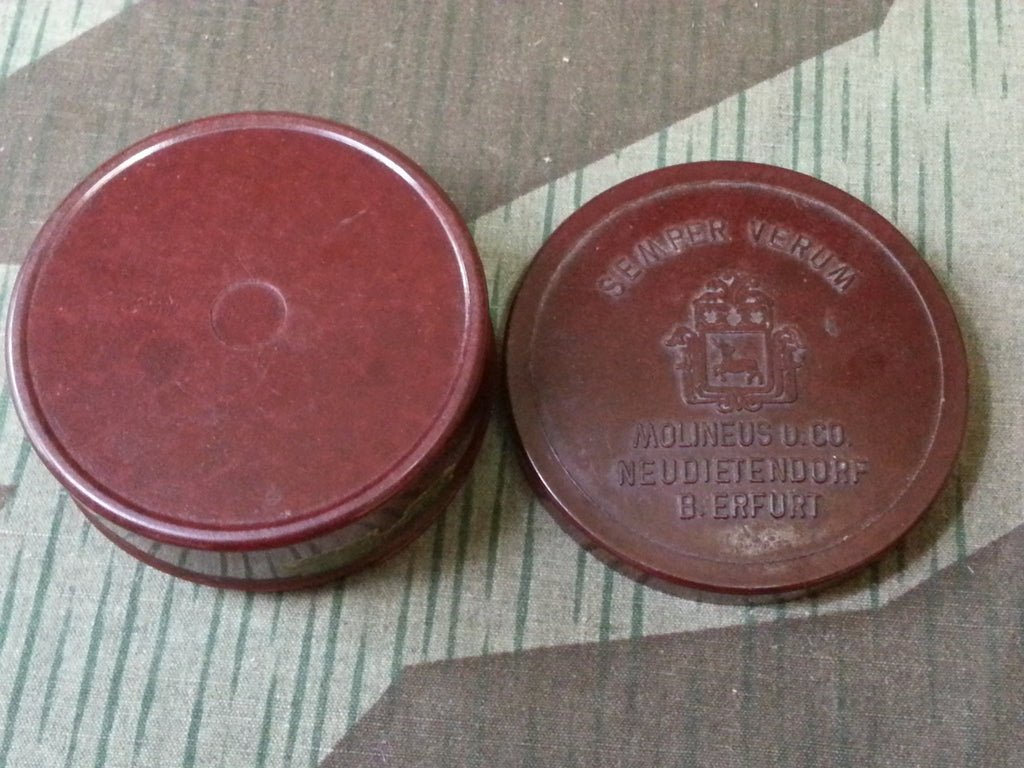 SEMPER VERUM
MOLINEUS U. CO.
NEUDIETENDORF
B. ERFURT